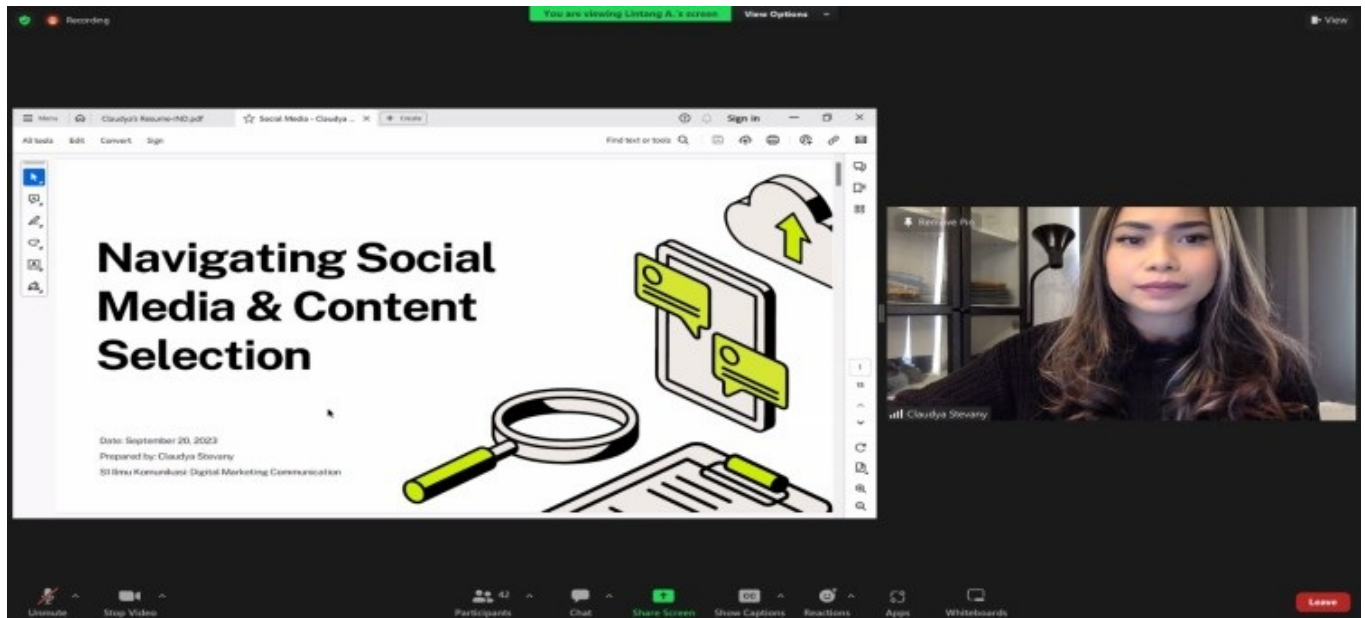 Recording
You are viewing Lintang A.'s screen
View Options
View
Menu
Claudya's Resume-IND.pdf
Social Media - Claudya ...
Create
Sign in
All tools
Edit
Convert
Sign
Find text or tools
Navigating Social
Media & Content
Selection
Date: September 20, 2023
Prepared by: Claudya Stevany
S1 Ilmu Komunikasi: Digital Marketing Communication
1
Remove Pin
Claudya Stevany
42
Unmute
Stop Video
Participants
Chat
Share Screen
Show Captions
Reactions
Apps
Whiteboards
Leave